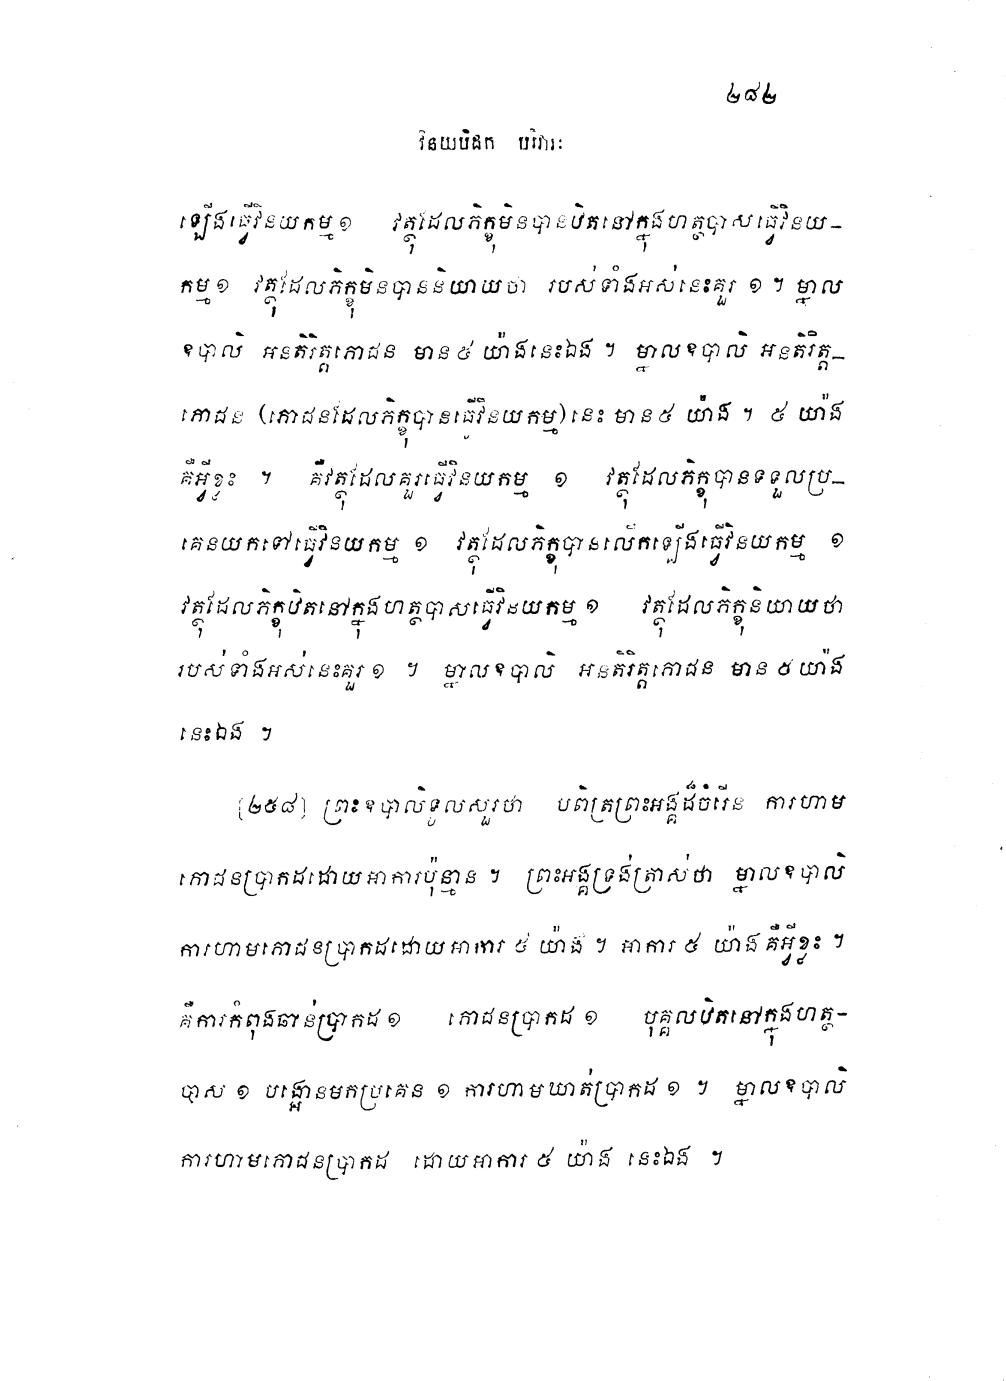 ២៨២
វិនយបិដក បរិវារៈ
ឡើងធ្វើវិនយកម្ម ១ វត្ថុដែលភិក្ខុមិនបានឋិតនៅក្នុងហត្ថបាសធ្វើវិនយ-
កម្ម ១ វត្ថុដែលភិក្ខុមិនបាននិយាយថា របស់ទាំងអស់នេះគួរ ១ ។ ម្នាល
ឧបាលិ អនតិរិត្តភោជន មាន ៥ យ៉ាងនេះឯង ។ ម្នាលឧបាលិ អនតិរិត្ត-
ភោជន (ភោជនដែលភិក្ខុបានធ្វើវិនយកម្ម) នេះ មាន ៥ យ៉ាង ។ ៥ យ៉ាង
គឺអ្វីខ្លះ ។ គឺវត្ថុដែលគួរធ្វើវិនយកម្ម ១ វត្ថុដែលភិក្ខុបានទទួលប្រ-
គេនយកទៅធ្វើវិនយកម្ម ១ វត្ថុដែលភិក្ខុបានលើកឡើងធ្វើវិនយកម្ម ១
វត្ថុដែលភិក្ខុឋិតនៅក្នុងហត្ថបាសធ្វើវិនយកម្ម ១ វត្ថុដែលភិក្ខុនិយាយថា
របស់ទាំងអស់នេះគួរ ១ ។ ម្នាលឧបាលិ អនតិរិត្តភោជន មាន ៥ យ៉ាង
នេះឯង ។
[២៥៨] ព្រះឧបាលិទូលសួរថា បពិត្រព្រះអង្គដ៏ចំរើន ការហាម
ភោជនប្រាកដដោយអាការប៉ុន្មាន ។ ព្រះអង្គទ្រង់ត្រាស់ថា ម្នាលឧបាលិ
ការហាមភោជនប្រាកដដោយអាការ ៥ យ៉ាង ។ អាការ ៥ យ៉ាងគឺអ្វីខ្លះ ។
គឺការកំពុងឆាន់ប្រាកដ ១ ភោជនប្រាកដ ១ បុគ្គលឋិតនៅក្នុងហត្ថ-
បាស ១ បង្អោនមកប្រគេន ១ ការហាមឃាត់ប្រាកដ ១ ។ ម្នាលឧបាលិ
ការហាមភោជនប្រាកដ ដោយអាការ ៥ យ៉ាង នេះឯង ។